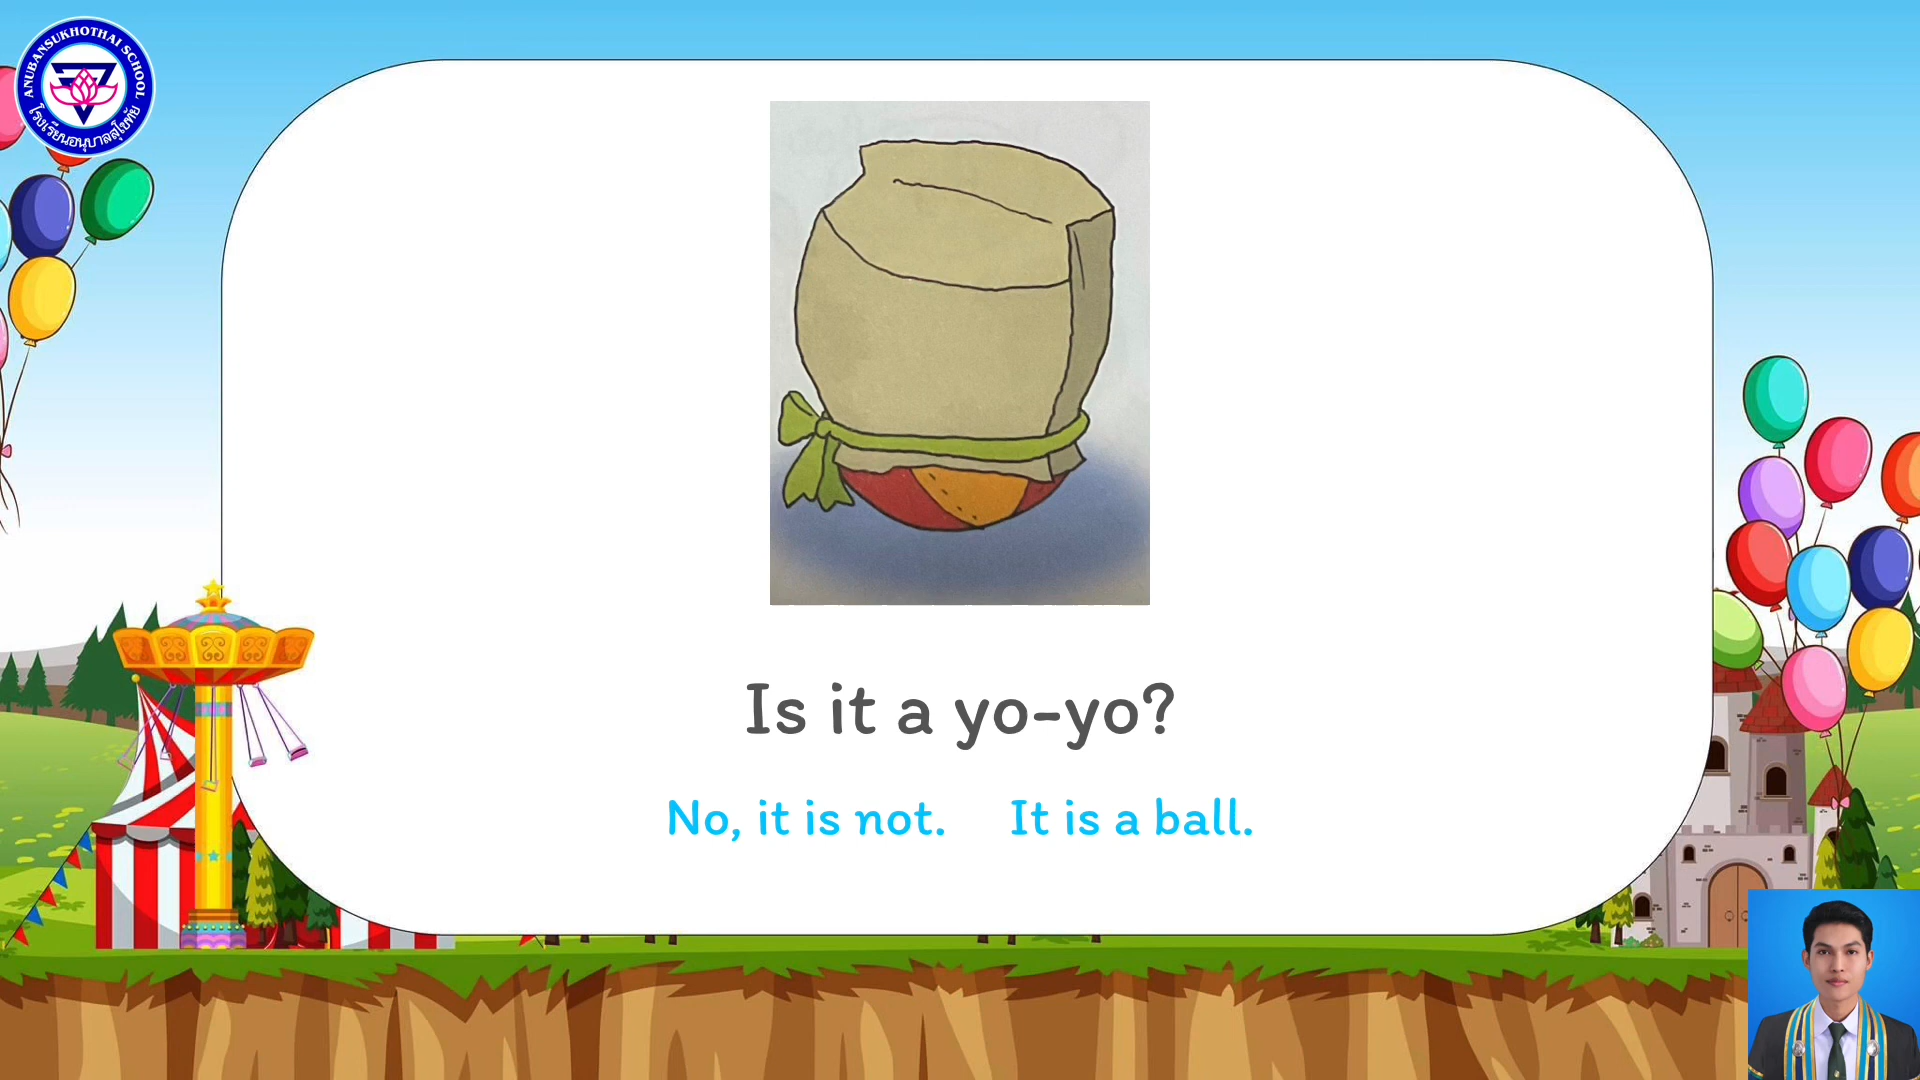 ANUBANSUKHOTHAI SCHOOL
โรงเรียนอนุบาลสุโขทัย
Is it a yo-yo?
No, it is not. It is a ball.